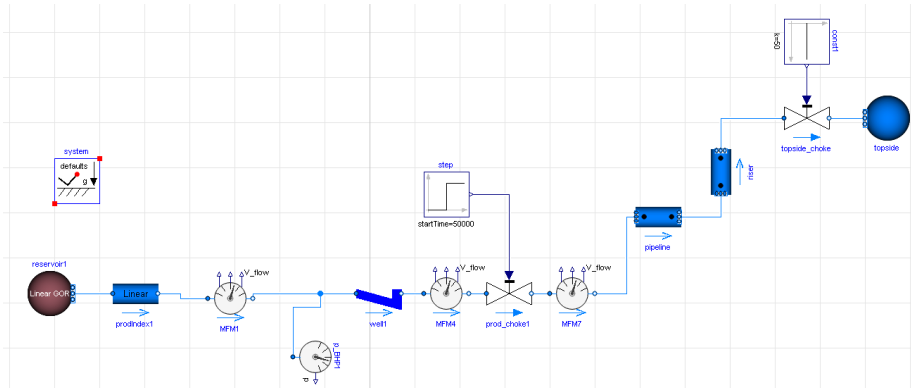 k=50
const1
topside_choke
topside
system
defaults
g
step
startTime=50000
riser
pipeline
reservoir1
Linear GOR
Linear
prodIndex1
V_flow
MFM1
well1
V_flow
MFM4
prod_choke1
V_flow
MFM7
p_BHP1
p